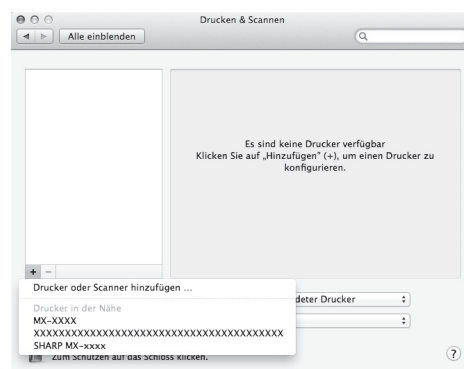 Drucken & Scannen
Alle einblenden
Es sind keine Drucker verfügbar
Klicken Sie auf „Hinzufügen" (+), um einen Drucker zu
konfigurieren.
+ −
Drucker oder Scanner hinzufügen ...
Drucker in der Nähe
MX-XXXX
XXXXXXXXXXXXXXXXXXXXXXXXXXXXXXXXXXXXXXXX
SHARP MX-xxxx
deter Drucker
Zum Schützen auf das Schloss klicken.
?